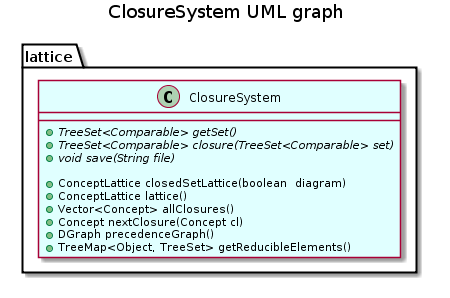 ClosureSystem UML graph
lattice
C ClosureSystem
TreeSet<Comparable> getSet()
TreeSet<Comparable> closure(TreeSet<Comparable> set)
void save(String file)
ConceptLattice closedSetLattice(boolean diagram)
ConceptLattice lattice()
Vector<Concept> allClosures()
Concept nextClosure(Concept cl)
DGraph precedenceGraph()
TreeMap<Object, TreeSet> getReducibleElements()